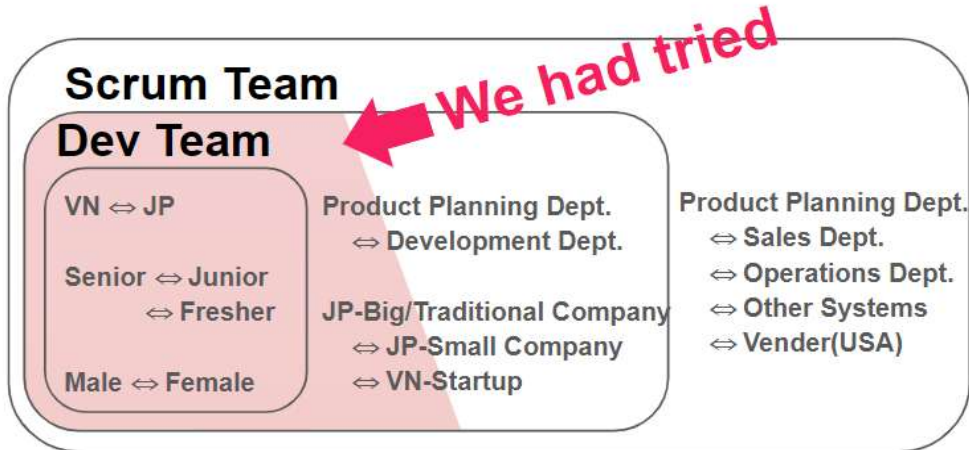 We had tried
Scrum Team
Dev Team
VN ⇔ JP
Senior ⇔ Junior
⇔ Fresher
Male ⇔ Female
Product Planning Dept.
⇔ Development Dept.
JP-Big/Traditional Company
⇔ JP-Small Company
⇔ VN-Startup
Product Planning Dept.
⇔ Sales Dept.
⇔ Operations Dept.
⇔ Other Systems
⇔ Vender(USA)